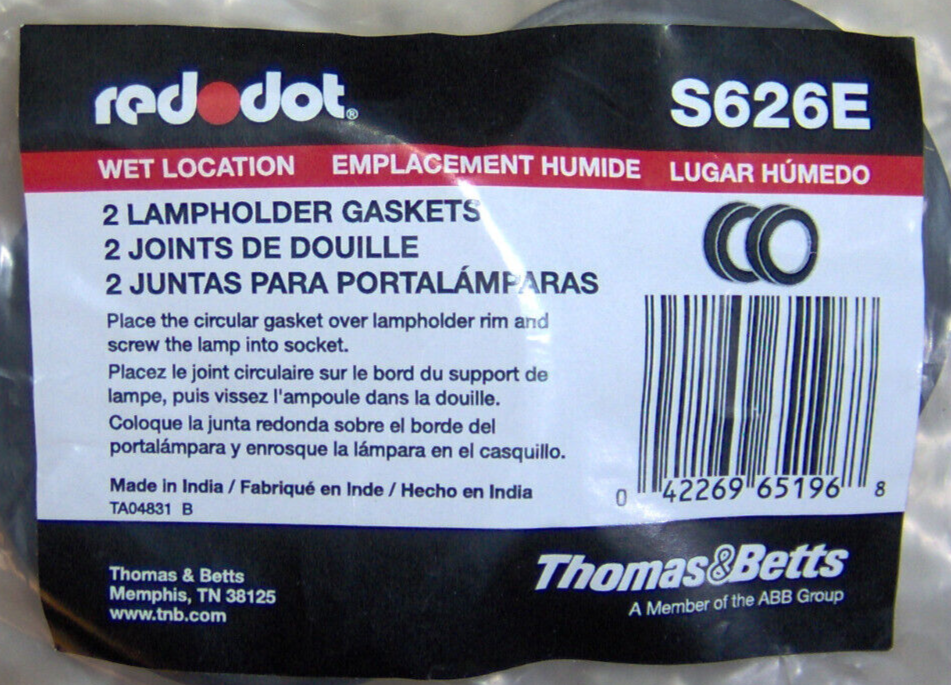 red dot®
S626E
WET LOCATION EMPLACEMENT HUMIDE LUGAR HÚMEDO
2 LAMPHOLDER GASKETS
2 JOINTS DE DOUILLE
2 JUNTAS PARA PORTALÁMPARAS
Place the circular gasket over lampholder rim and
screw the lamp into socket.
Placez le joint circulaire sur le bord du support de
lampe, puis vissez l'ampoule dans la douille.
Coloque la junta redonda sobre el borde del
portalámpara y enrosque la lámpara en el casquillo.
Made in India / Fabriqué en Inde / Hecho en India
TA04831 B
0 42269 65196 8
Thomas & Betts
Memphis, TN 38125
www.tnb.com
Thomas&Betts
A Member of the ABB Group